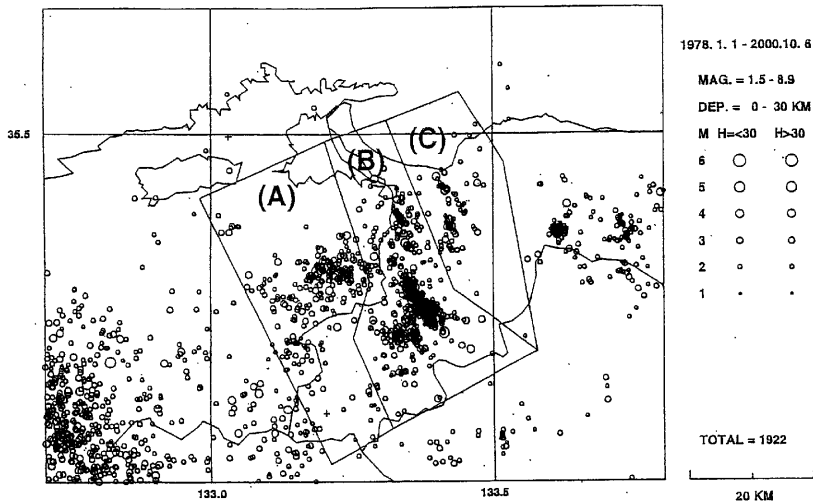 1978. 1. 1 - 2000.10. 6
MAG. = 1.5 - 8.9
DEP. = 0 - 30 KM
M H=<30 H>30
6
5
4
3
2
1
TOTAL = 1922
20 KM
35.5
(A)
(B)
(C)
133.0
133.5